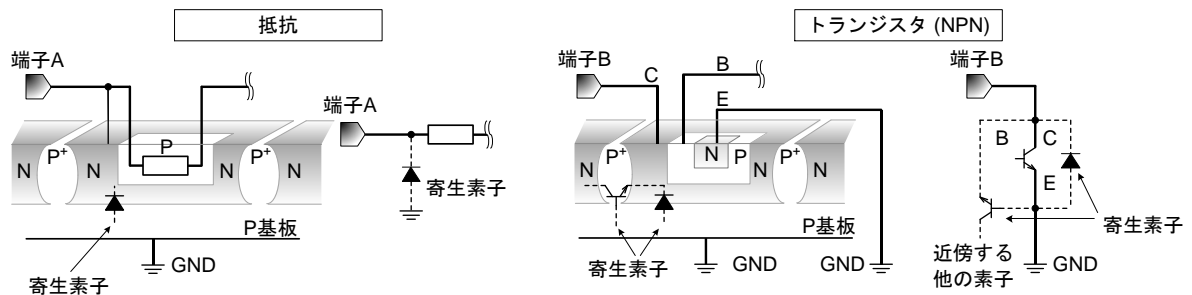 抵抗
端子A
N
P+
N
P
N
P+
N
P基板
GND
寄生素子
端子A
寄生素子
トランジスタ (NPN)
端子B
C
B
E
N
P+
N
N
P
N
P+
N
P基板
寄生素子
GND
GND
端子B
B
C
E
寄生素子
近傍する
他の素子
GND